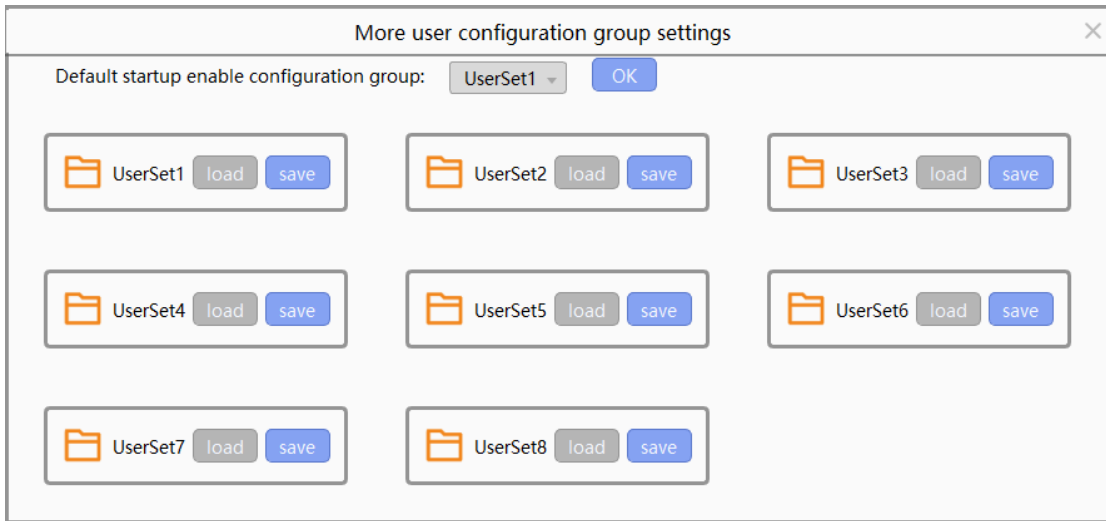 More user configuration group settings
Default startup enable configuration group: UserSet1 OK
UserSet1 load save UserSet2 load save UserSet3 load save
UserSet4 load save UserSet5 load save UserSet6 load save
UserSet7 load save UserSet8 load save